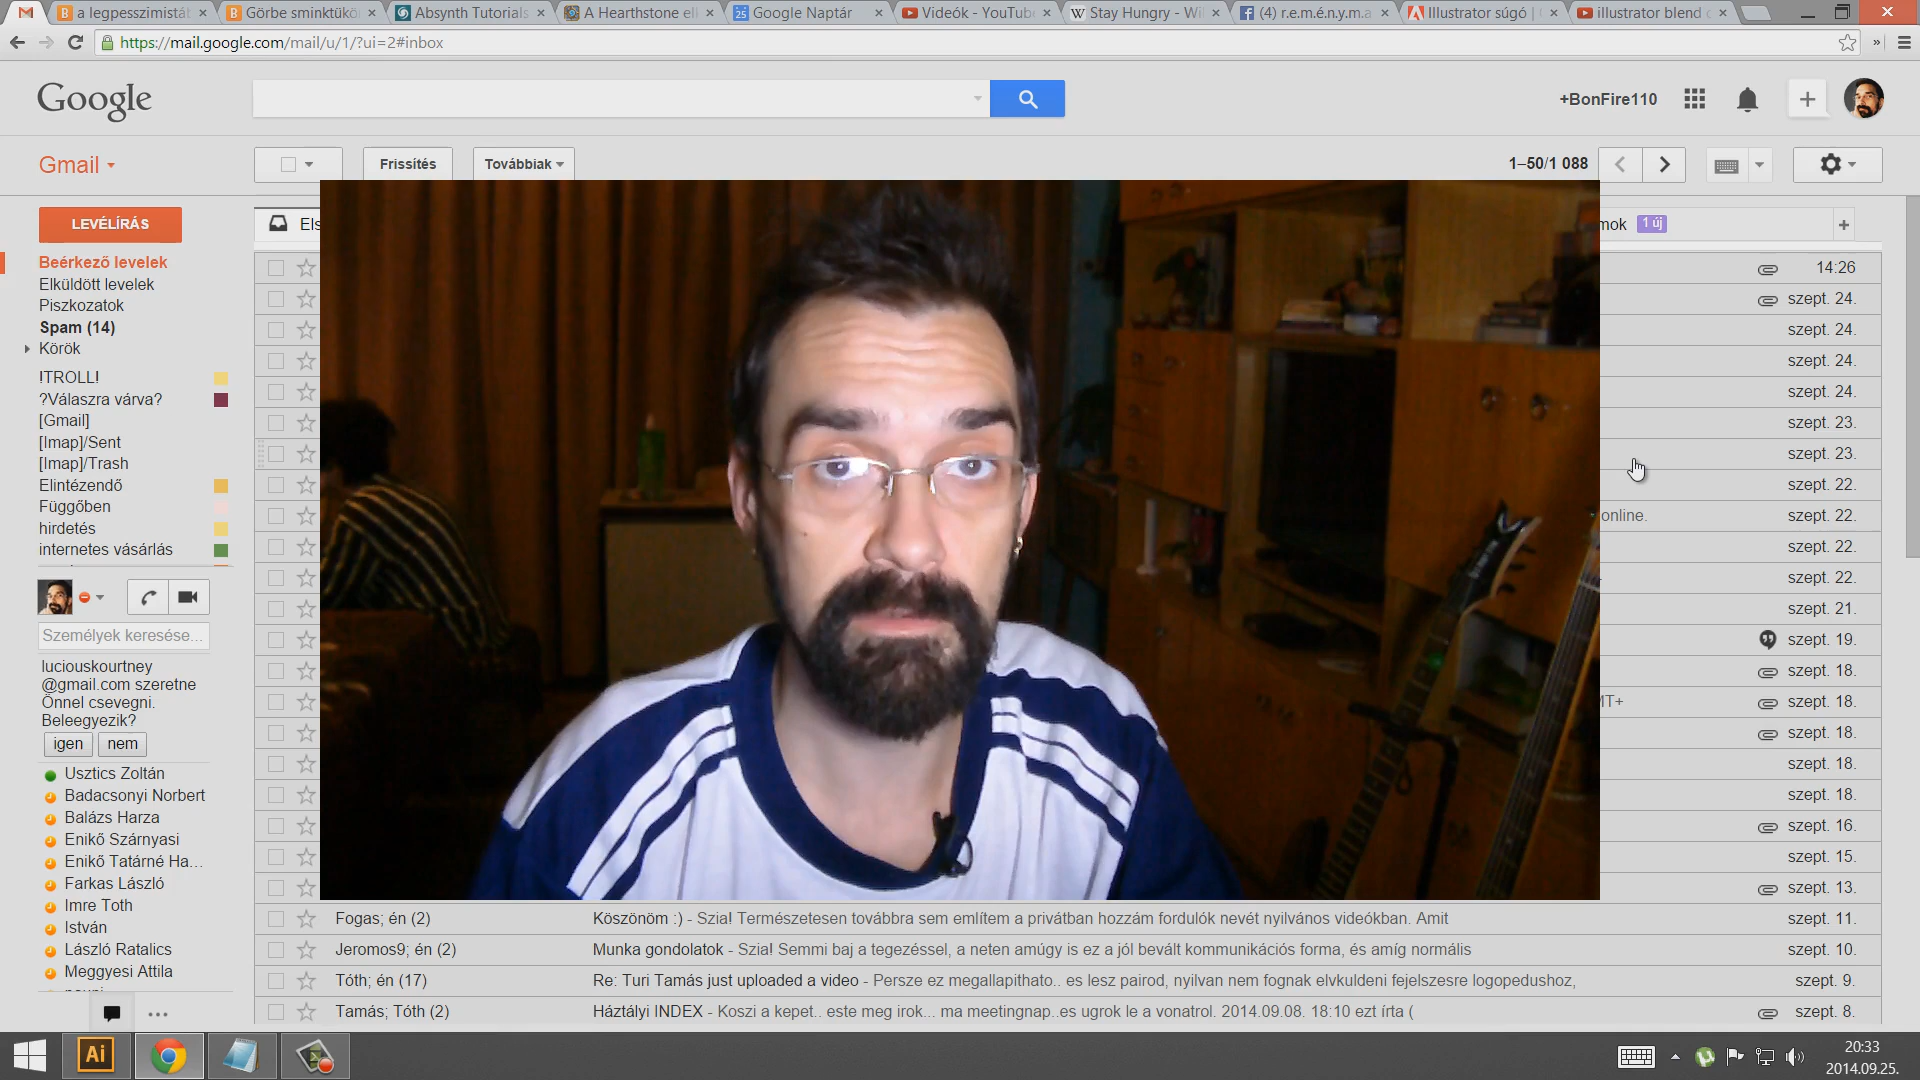 a legpesszimistáb
Görbe sminktükö
Absynth Tutorials
A Hearthstone ell
Google Naptár
Videók - YouTube
Stay Hungry - Wi
(4) r.e.m.é.n.y.m.a
Illustrator súgó |
illustrator blend
https://mail.google.com/mail/u/1/?ui=2#inbox
Google
+BonFire110
Gmail
Frissítés
Továbbiak
1–50/1 088
LEVÉLÍRÁS
Els
mok 1 új
Beérkező levelek
Elküldött levelek
Piszkozatok
Spam (14)
Körök
!TROLL!
?Válaszra várva?
[Gmail]
[Imap]/Sent
[Imap]/Trash
Elintézendő
Függőben
hirdetés
internetes vásárlás
Személyek keresése...
luciouskourtney
@gmail.com szeretne
Önnel csevegni.
Beleegyezik?
igen nem
Usztics Zoltán
Badacsonyi Norbert
Balázs Harza
Enikő Szárnyasi
Enikő Tatárné Ha...
Farkas László
Imre Toth
István
László Ratalics
Meggyesi Attila
14:26
szept. 24.
szept. 24.
szept. 24.
szept. 24.
szept. 23.
szept. 23.
szept. 22.
online. szept. 22.
szept. 22.
szept. 22.
szept. 21.
szept. 19.
szept. 18.
MT+ szept. 18.
szept. 18.
szept. 18.
szept. 18.
szept. 16.
szept. 15.
szept. 13.
Fogas; én (2) Köszönöm :) - Szia! Természetesen továbbra sem említem a privátban hozzám fordulók nevét nyilvános videókban. Amit szept. 11.
Jeromos9; én (2) Munka gondolatok - Szia! Semmi baj a tegezéssel, a neten amúgy is ez a jól bevált kommunikációs forma, és amíg normális szept. 10.
Tóth; én (17) Re: Turi Tamás just uploaded a video - Persze ez megallapithato.. es lesz pairod, nyilvan nem fognak elvkuldeni fejelszesre logopedushoz, szept. 9.
Tamás; Tóth (2) Háztályi INDEX - Koszi a kepet.. este meg irok... ma meetingnap..es ugrok le a vonatrol. 2014.09.08. 18:10 ezt írta ( szept. 8.
Ai
20:33
2014.09.25.